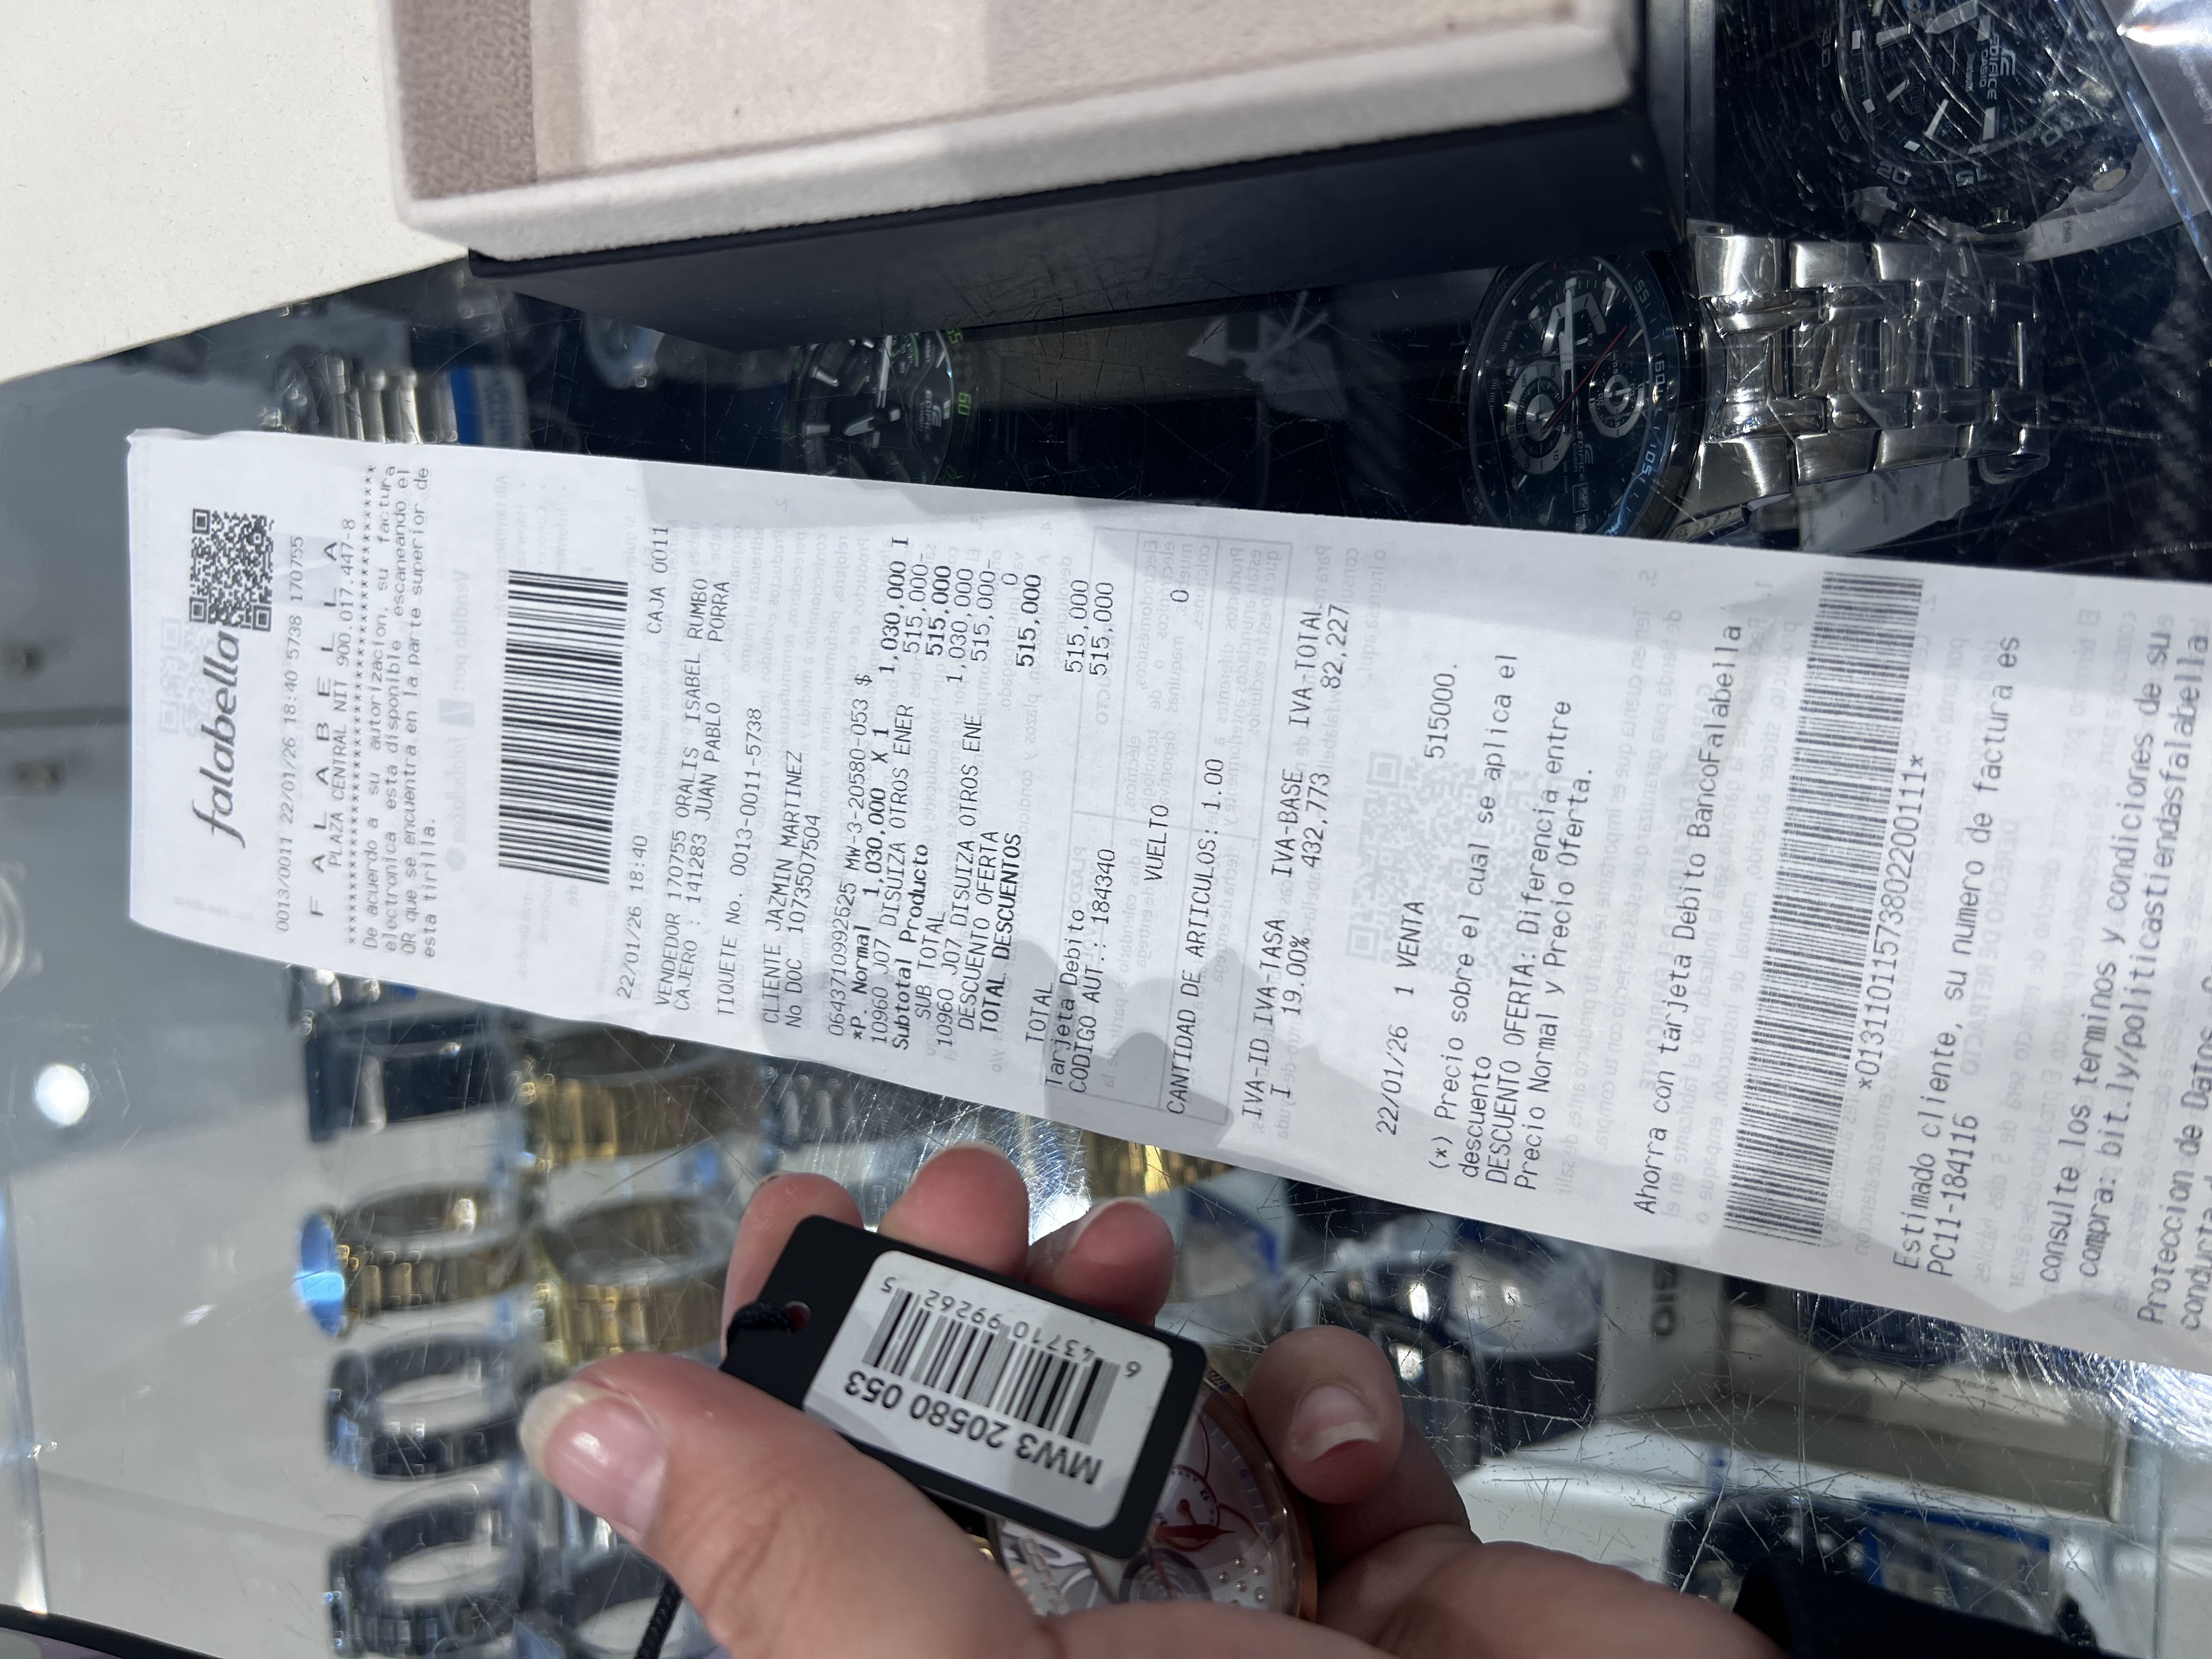 falabella
0013/0011 22/01/26 18:40 5738 170755
F A L A B E L L A
PLAZA CENTRAL NIT 900.017.447-8
************************************
De acuerdo a su autorizacion, su factura
electronica esta disponible escaneando el
QR que se encuentra en la parte superior de
esta tirilla.
22/01/26 18:40 CAJA 0011
VENDEDOR 170755 ORALIS ISABEL RUMBO
CAJERO : 141283 JUAN PABLO PORRA
TIQUETE No. 0013-0011-5738
CLIENTE JAZMIN MARTINEZ
No DOC 1073507504
0643710992625 MW-3-20580-053 $
*P. Normal 1,030,000 X 1 1,030,000 I
10960 J07 DISUIZA OTROS ENER 515,000-
Subtotal Producto 515,000
SUB TOTAL 1,030,000
10960 J07 DISUIZA OTROS ENE 515,000-
DESCUENTO OFERTA 0
TOTAL DESCUENTOS 515,000
TOTAL 515,000
Tarjeta Debito 515,000
CODIGO AUT.: 184340
VUELTO 0
CANTIDAD DE ARTICULOS: 1.00
IVA-ID IVA-TASA IVA-BASE IVA-TOTAL
I 19.00% 432,773 82,227
22/01/26 1 VENTA 515000.
(*) Precio sobre el cual se aplica el
descuento
DESCUENTO OFERTA: Diferencia entre
Precio Normal y Precio Oferta.
Ahorra con tarjeta Debito BancoFalabella
*01311011573802200111*
Estimado cliente, su numero de factura es
PC11-184116
consulte los terminos y condiciones de su
compra: bit.ly/politicastiendasfalabella
Proteccion de Datos
MW3 20580 053
6 43710 99262 5
EDIFICE
CASIO